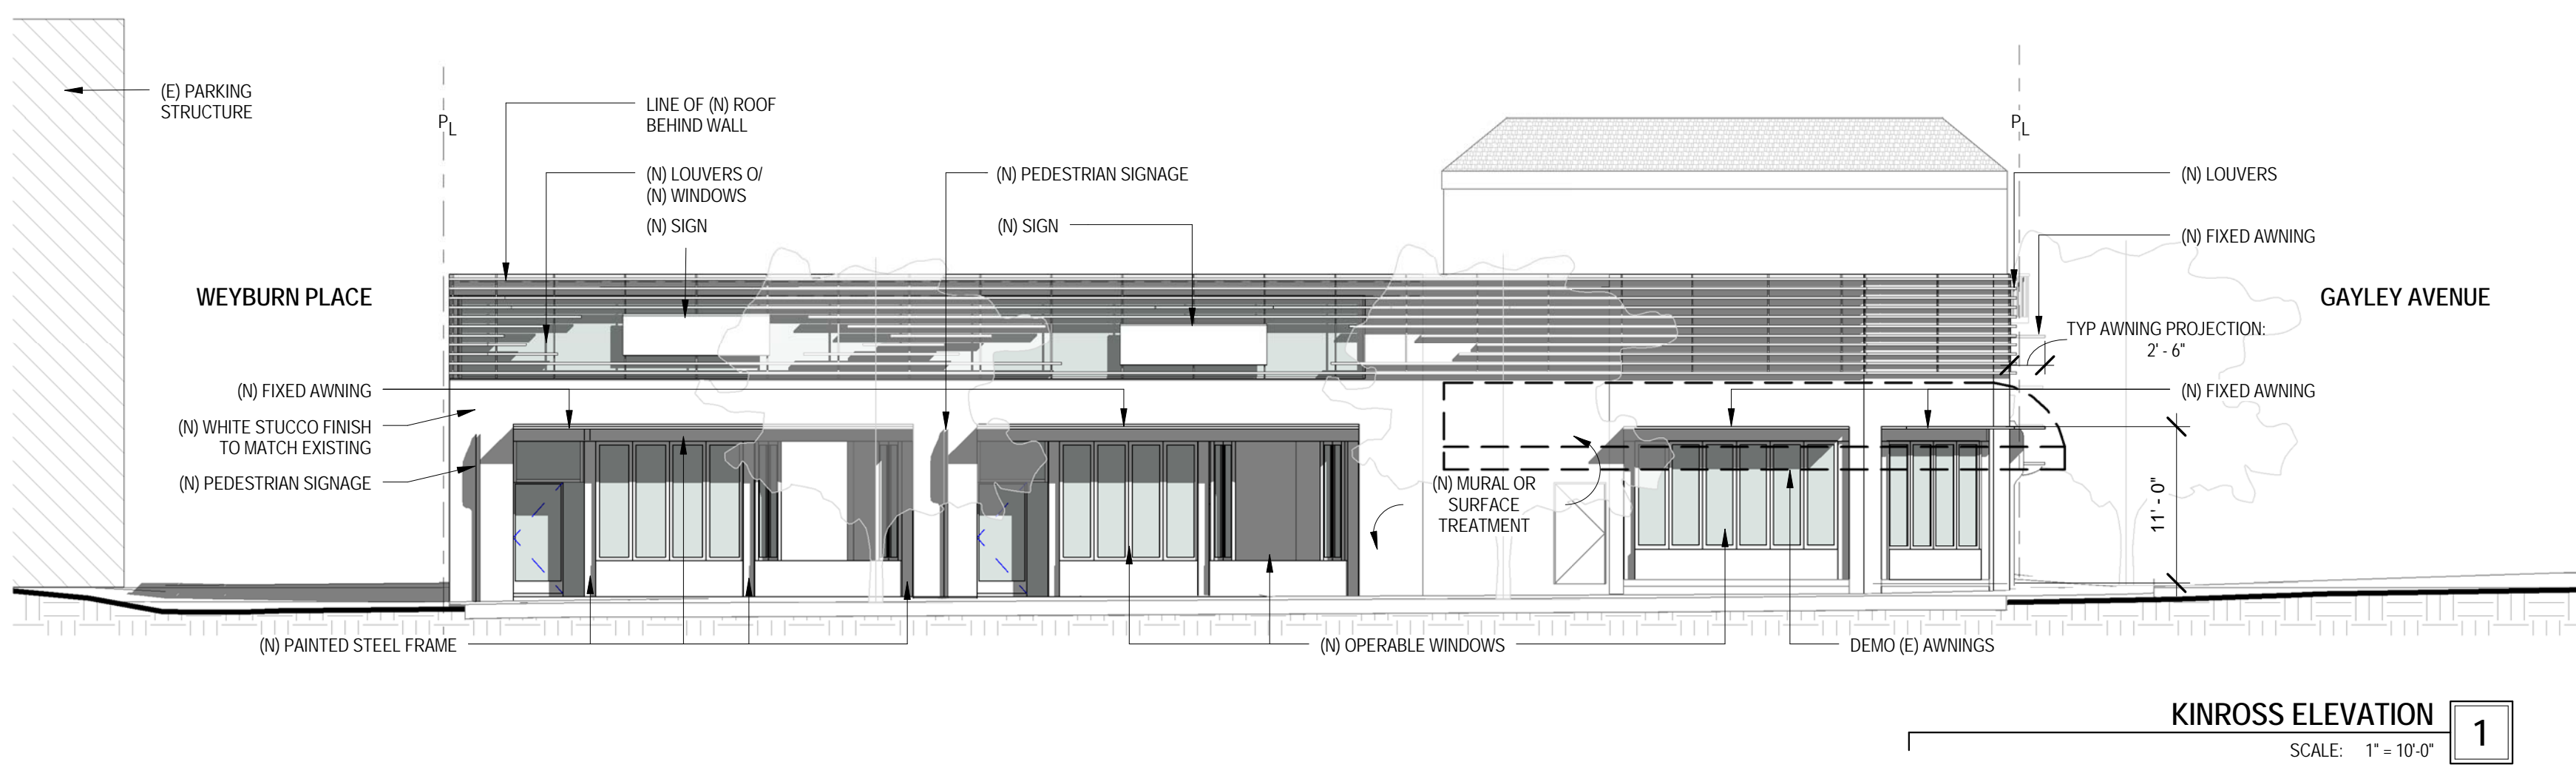 (E) PARKING
STRUCTURE
PL
LINE OF (N) ROOF
BEHIND WALL
(N) LOUVERS O/
(N) WINDOWS
(N) SIGN
(N) PEDESTRIAN SIGNAGE
(N) SIGN
PL
(N) LOUVERS
(N) FIXED AWNING
WEYBURN PLACE
GAYLEY AVENUE
TYP AWNING PROJECTION:
2' - 6"
(N) FIXED AWNING
(N) FIXED AWNING
(N) WHITE STUCCO FINISH
TO MATCH EXISTING
(N) PEDESTRIAN SIGNAGE
(N) MURAL OR
SURFACE
TREATMENT
11' - 0"
(N) PAINTED STEEL FRAME
(N) OPERABLE WINDOWS
DEMO (E) AWNINGS
KINROSS ELEVATION
1
SCALE: 1" = 10'-0"